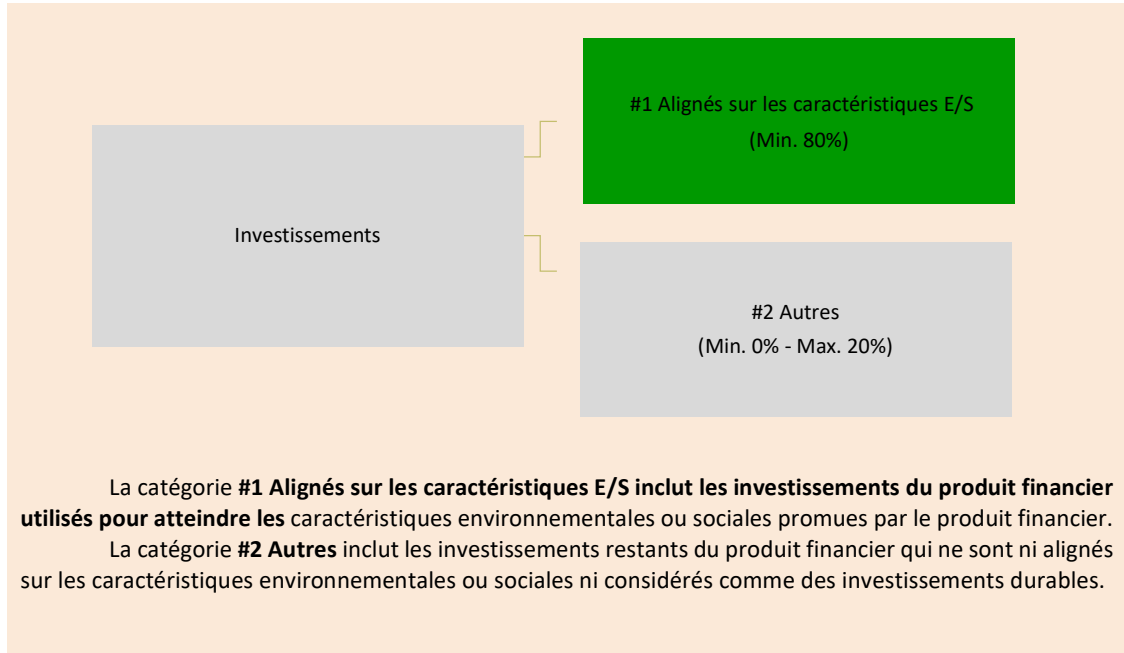 #1 Alignés sur les caractéristiques E/S
(Min. 80%)
Investissements
#2 Autres
(Min. 0% - Max. 20%)
La catégorie #1 Alignés sur les caractéristiques E/S inclut les investissements du produit financier
utilisés pour atteindre les caractéristiques environnementales ou sociales promues par le produit financier.
La catégorie #2 Autres inclut les investissements restants du produit financier qui ne sont ni alignés
sur les caractéristiques environnementales ou sociales ni considérés comme des investissements durables.